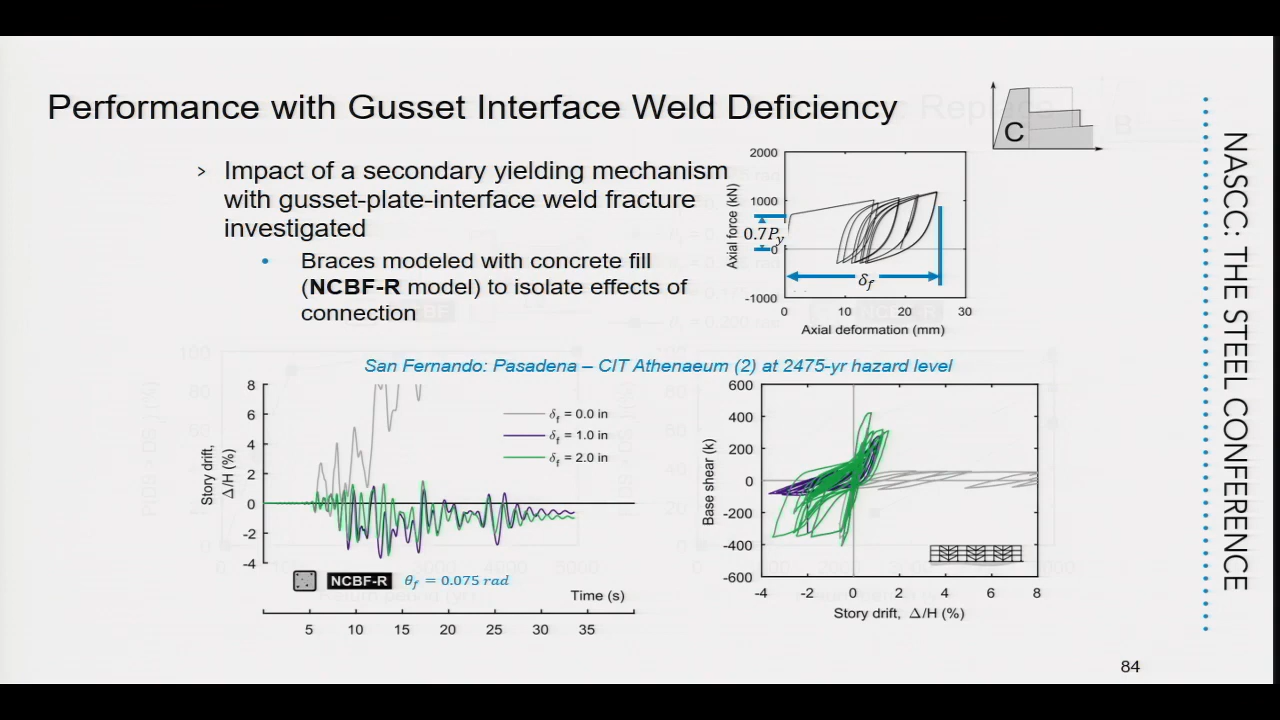 Performance with Gusset Interface Weld Deficiency
C
› Impact of a secondary yielding mechanism
with gusset-plate-interface weld fracture
investigated
• Braces modeled with concrete fill
(NCBF-R model) to isolate effects of
connection
2000
1000
0
-1000
Axial force (kN)
0.7Py
δf
0 10 20 30
Axial deformation (mm)
San Fernando: Pasadena – CIT Athenaeum (2) at 2475-yr hazard level
8
6
4
2
0
-2
-4
Story drift,
Δ/H (%)
δf = 0.0 in
δf = 1.0 in
δf = 2.0 in
NCBF-R θf = 0.075 rad
Time (s)
5 10 15 20 25 30 35
600
400
200
0
-200
-400
-600
Base shear (k)
-4 -2 0 2 4 6 8
Story drift, Δ/H (%)
NASCC: THE STEEL CONFERENCE
84